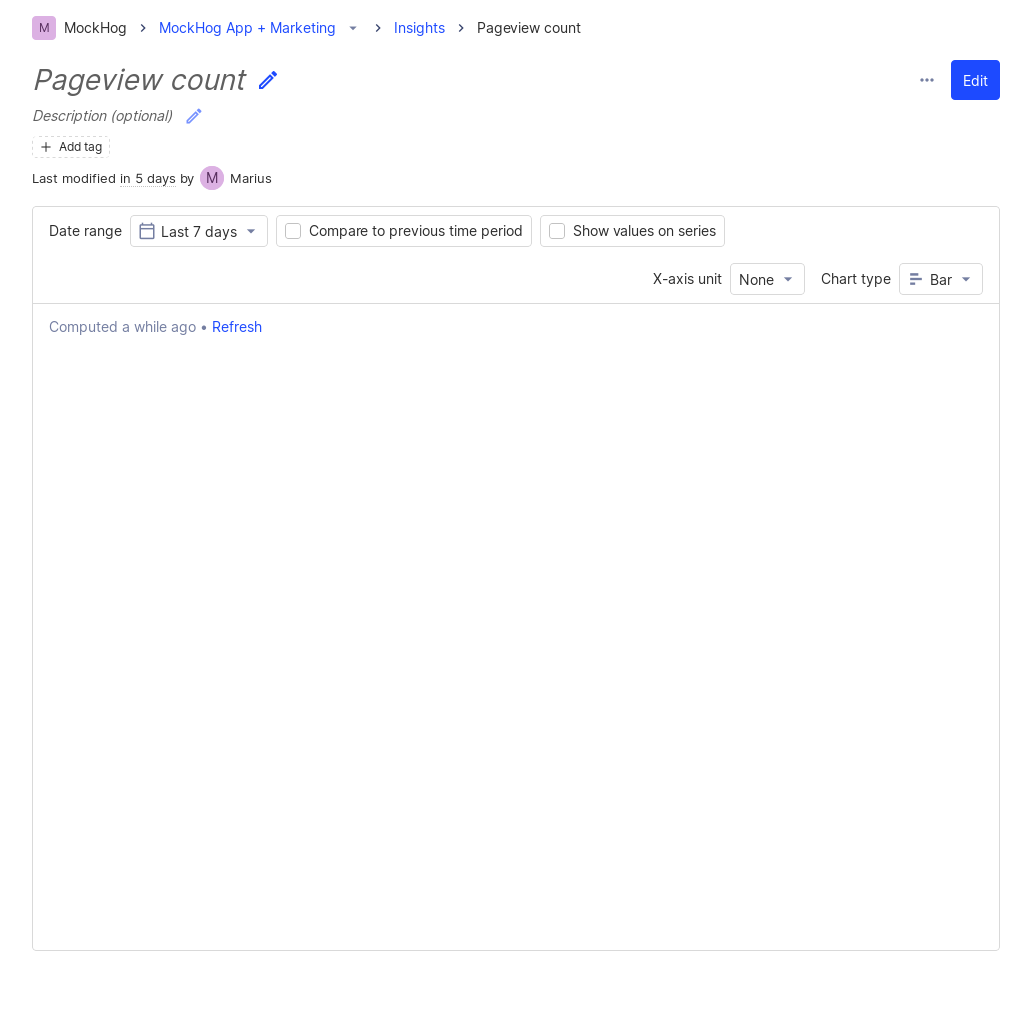 M MockHog MockHog App + Marketing Insights Pageview count
Pageview count
Edit
Description (optional)
Add tag
Last modified in 5 days by M Marius
Date range Last 7 days Compare to previous time period Show values on series
X-axis unit None Chart type Bar
Computed a while ago • Refresh